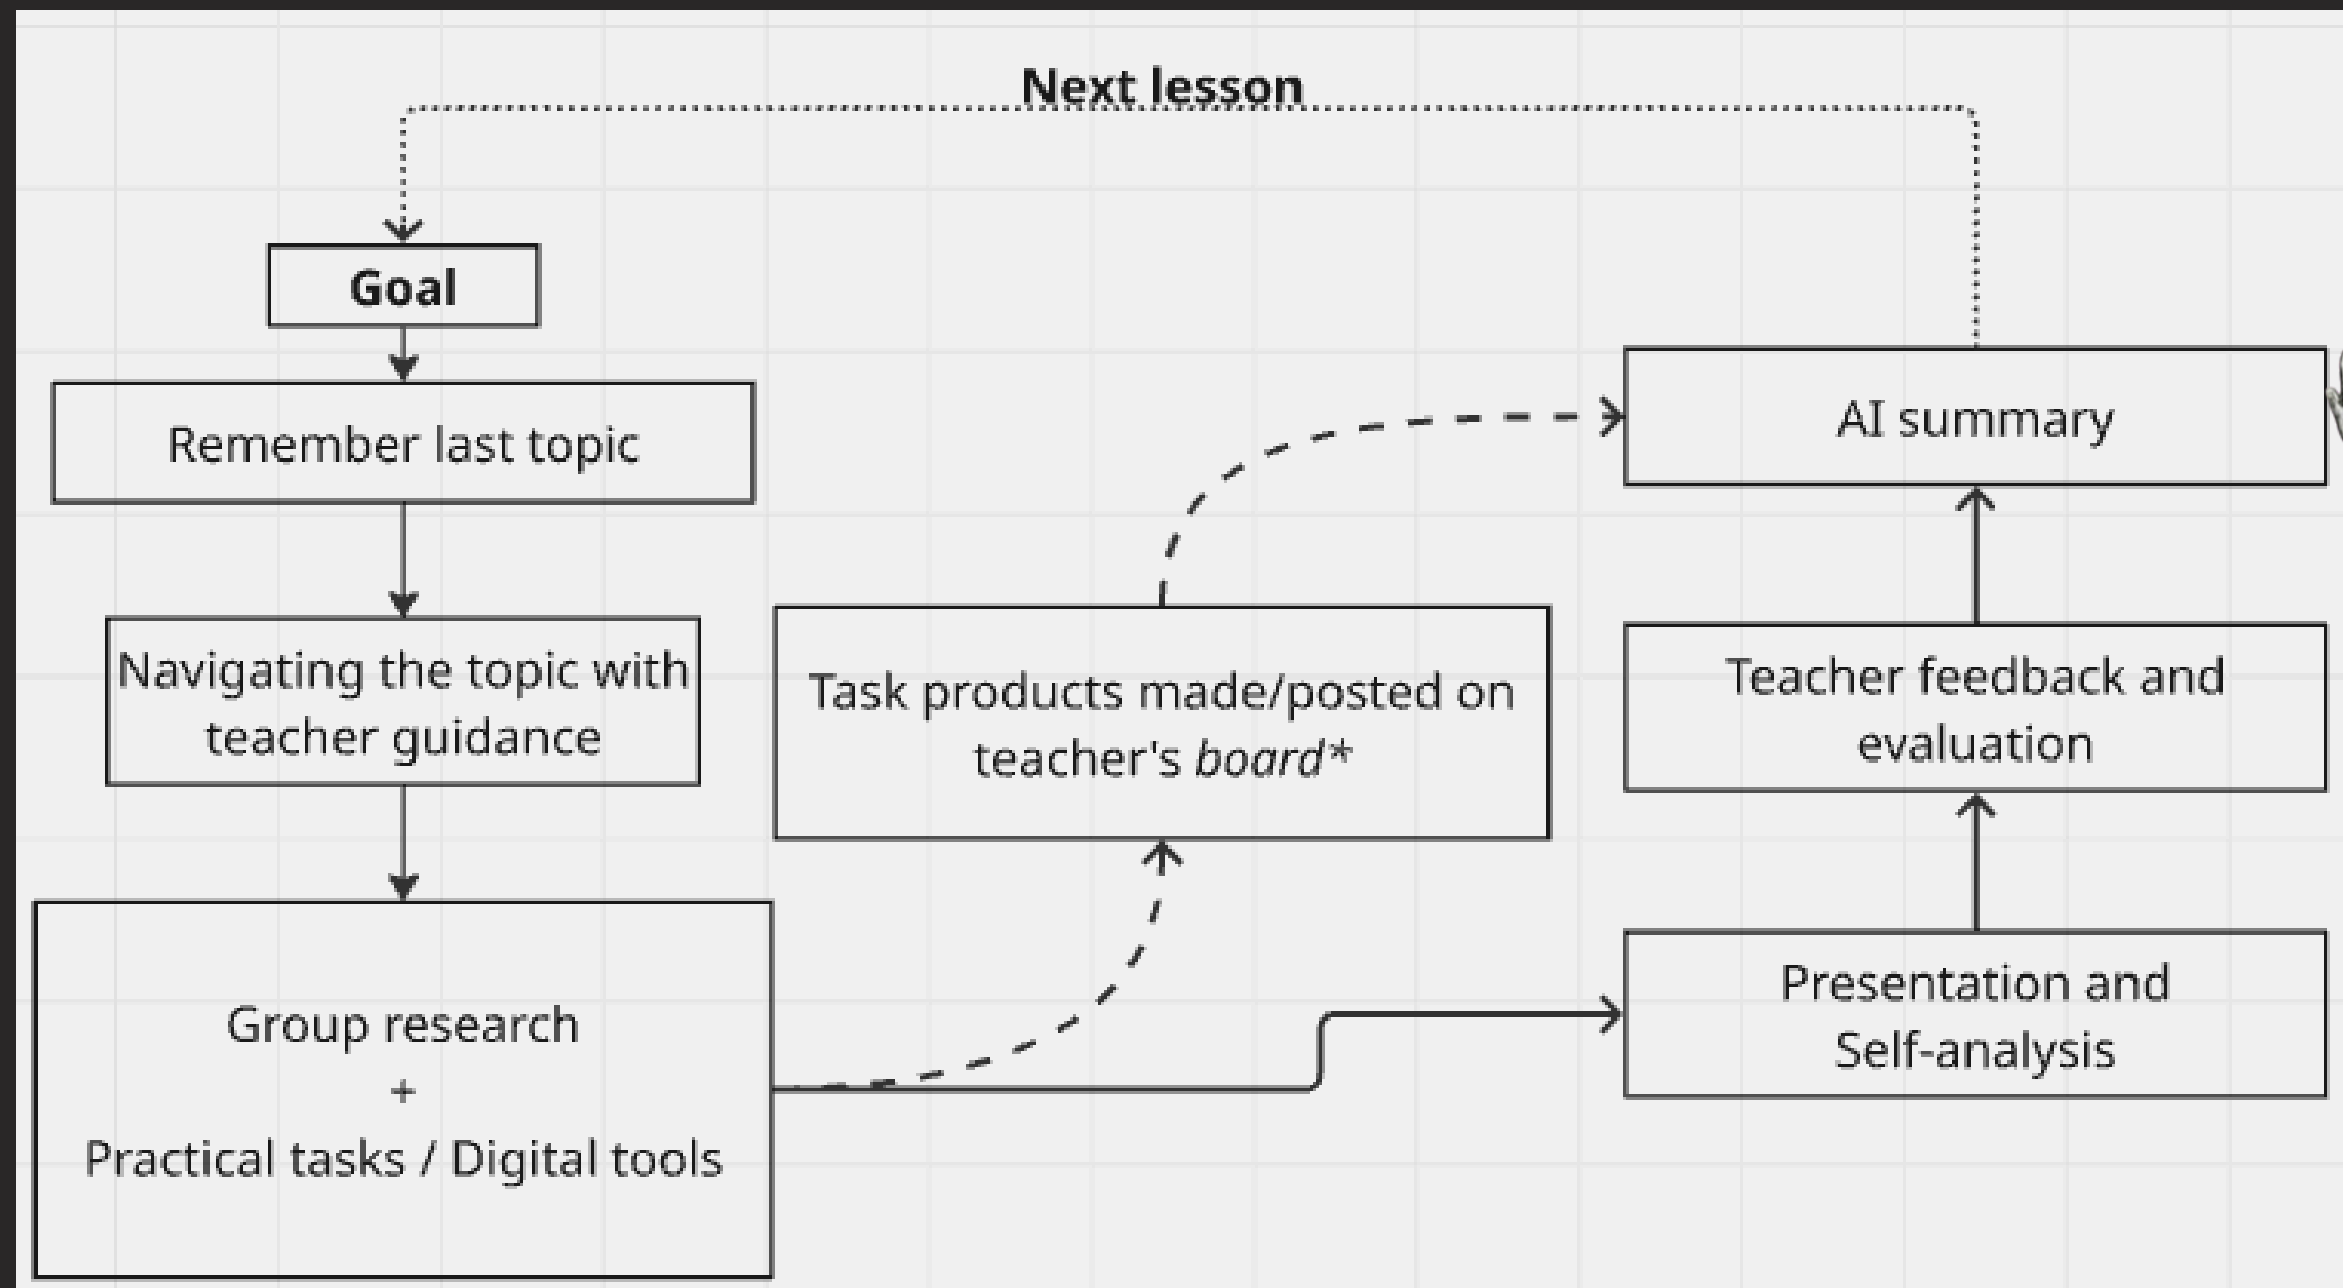 Next lesson
Goal
Remember last topic
Navigating the topic with
teacher guidance
Group research
+
Practical tasks / Digital tools
Task products made/posted on
teacher's board*
AI summary
Teacher feedback and
evaluation
Presentation and
Self-analysis